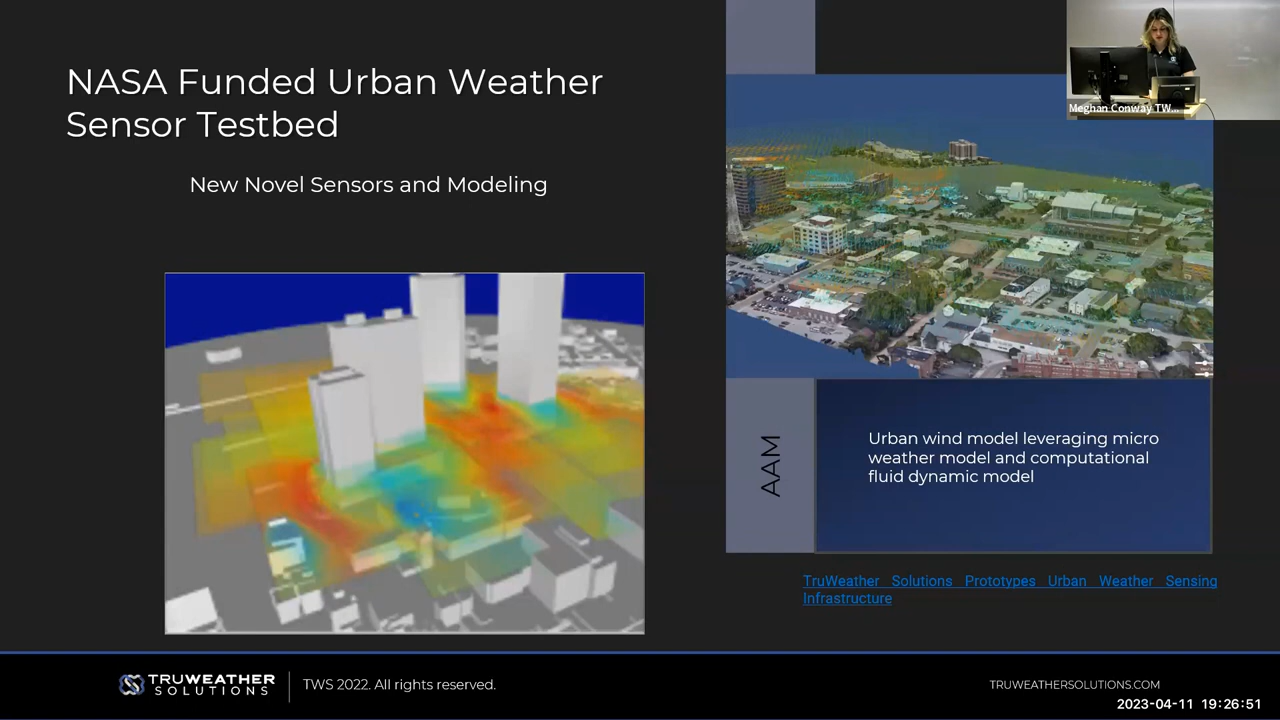 NASA Funded Urban Weather
Sensor Testbed
New Novel Sensors and Modeling
Meghan Conway TW...
AAM
Urban wind model leveraging micro
weather model and computational
fluid dynamic model
TruWeather Solutions Prototypes Urban Weather Sensing
Infrastructure
TRUWEATHER
SOLUTIONS
TWS 2022. All rights reserved.
TRUWEATHERSOLUTIONS.COM
2023-04-11 19:26:51